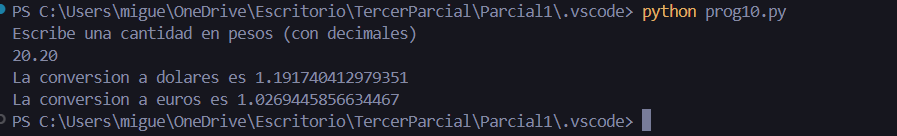 PS C:\Users\migue\OneDrive\Escritorio\TercerParcial\Parcial1\.vscode> python prog10.py
Escribe una cantidad en pesos (con decimales)
20.20
La conversion a dolares es 1.191740412979351
La conversion a euros es 1.0269445856634467
PS C:\Users\migue\OneDrive\Escritorio\TercerParcial\Parcial1\.vscode>